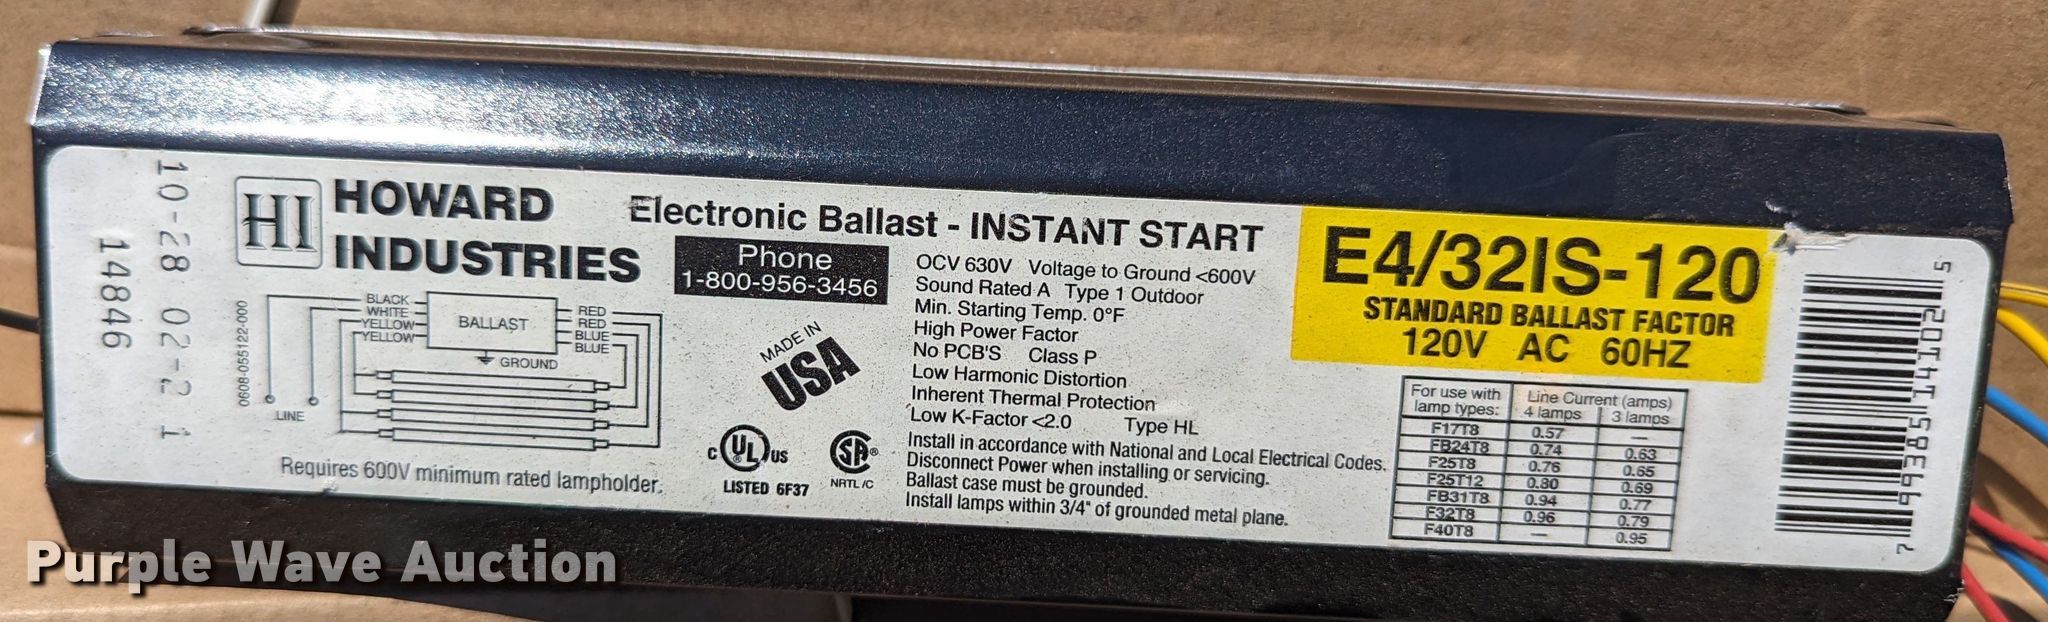 10-28 02-2 1
14846
HI
HOWARD
INDUSTRIES
Electronic Ballast - INSTANT START
Phone
1-800-956-3456
0608-055122-000
BLACK
WHITE
YELLOW
YELLOW
BALLAST
RED
RED
BLUE
BLUE
GROUND
LINE
Requires 600V minimum rated lampholder.
MADE IN
USA
c UL us
LISTED 6F37
SA
NRTL/C
OCV 630V Voltage to Ground <600V
Sound Rated A Type 1 Outdoor
Min. Starting Temp. 0°F
High Power Factor
No PCB'S Class P
Low Harmonic Distortion
Inherent Thermal Protection
Low K-Factor <2.0 Type HL
Install in accordance with National and Local Electrical Codes.
Disconnect Power when installing or servicing.
Ballast case must be grounded.
Install lamps within 3/4" of grounded metal plane.
E4/32IS-120
STANDARD BALLAST FACTOR
120V AC 60HZ
For use with lamp types: Line Current (amps)
4 lamps 3 lamps
F17T8 0.57 —
FB24T8 0.74 0.63
F25T8 0.76 0.65
F25T12 0.80 0.69
FB31T8 0.94 0.77
F32T8 0.96 0.79
F40T8 — 0.95
Purple Wave Auction